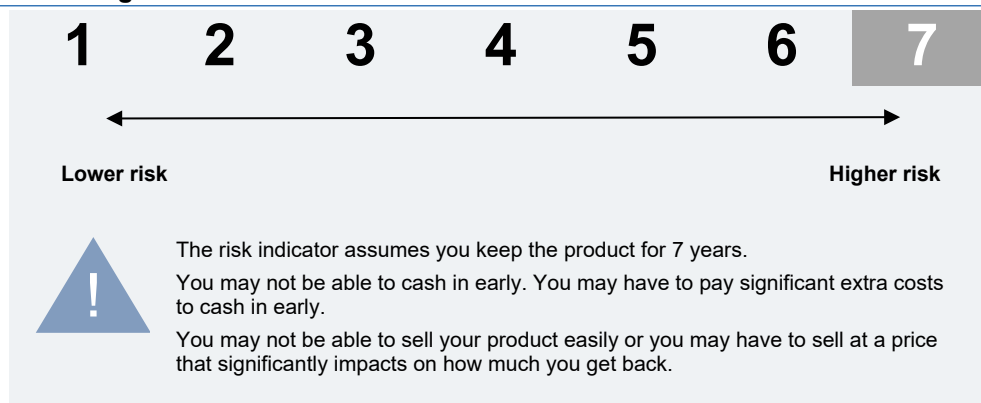 1 2 3 4 5 6 7
Lower risk Higher risk
!
The risk indicator assumes you keep the product for 7 years.
You may not be able to cash in early. You may have to pay significant extra costs
to cash in early.
You may not be able to sell your product easily or you may have to sell at a price
that significantly impacts on how much you get back.